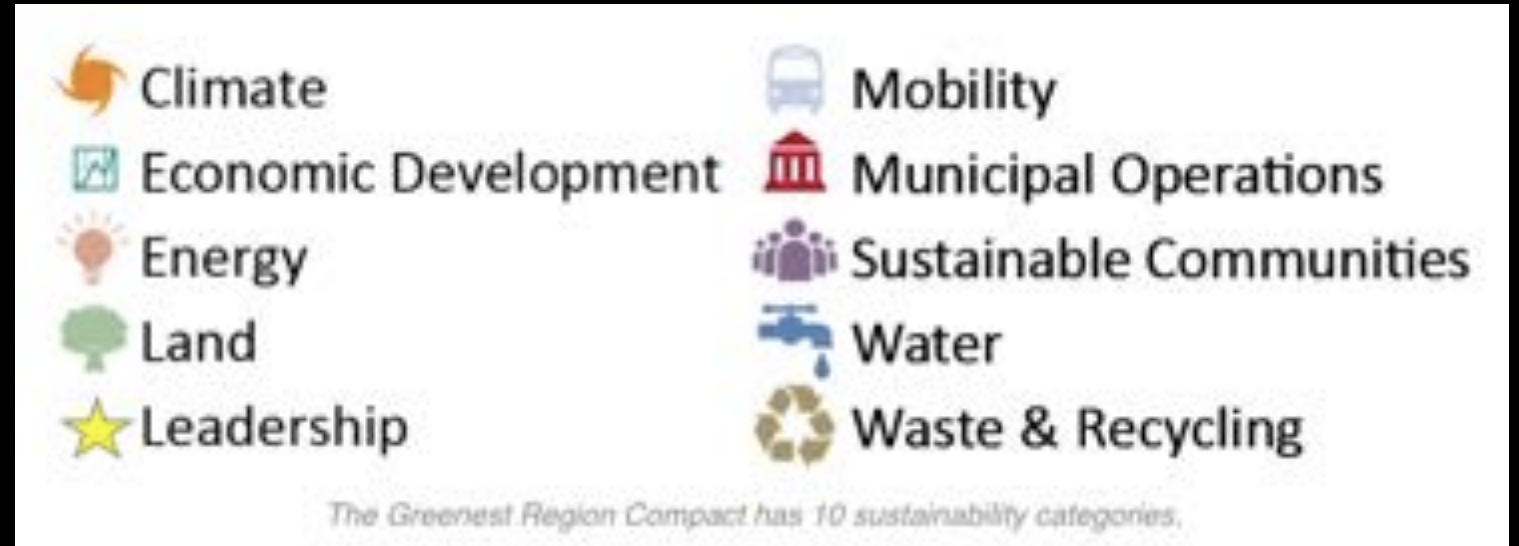 Climate
Economic Development
Energy
Land
Leadership
Mobility
Municipal Operations
Sustainable Communities
Water
Waste & Recycling
The Greenest Region Compact has 10 sustainability categories.